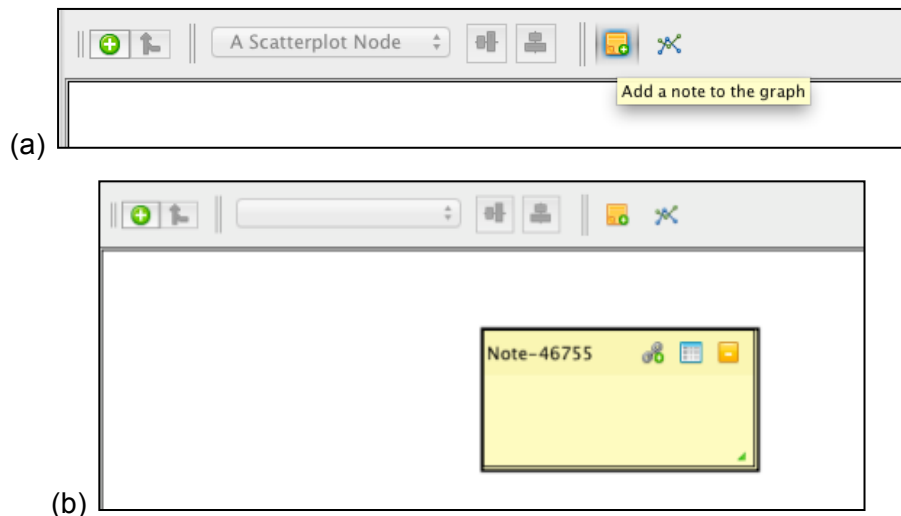 A Scatterplot Node
Add a note to the graph
(a)
Note-46755
(b)